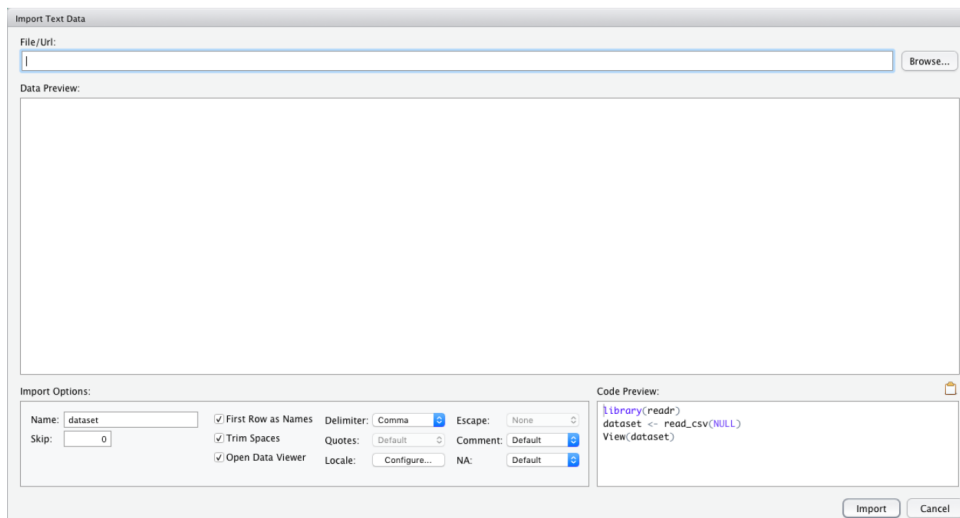 Import Text Data
File/Url:
Browse...
Data Preview:
Import Options:
Code Preview:
Name: dataset
First Row as Names
Delimiter: Comma
Escape: None
Skip: 0
Trim Spaces
Quotes: Default
Comment: Default
Open Data Viewer
Locale: Configure...
NA: Default
library(readr)
dataset <- read_csv(NULL)
View(dataset)
Import
Cancel